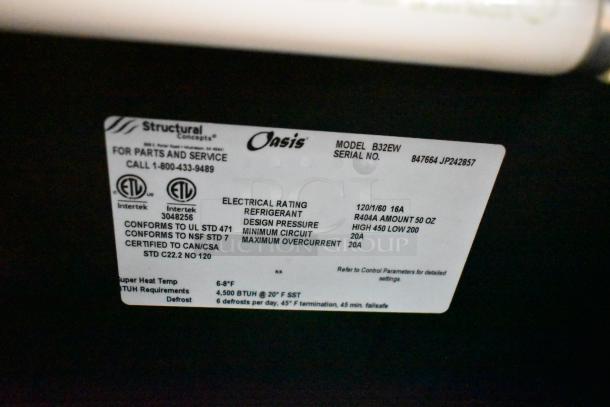 Structural
Concepts®
Oasis®
MODEL B32EW
SERIAL NO. 847664 JP242857
FOR PARTS AND SERVICE
CALL 1-800-433-9489
ETL ETL
Intertek Intertek
3048256
CONFORMS TO UL STD 471
CONFORMS TO NSF STD 7
CERTIFIED TO CAN/CSA
STD C22.2 NO 120
ELECTRICAL RATING 120/1/60 16A
REFRIGERANT R404A AMOUNT 50 OZ
DESIGN PRESSURE HIGH 450 LOW 200
MINIMUM CIRCUIT 20A
MAXIMUM OVERCURRENT 20A
**
Refer to Control Parameters for detailed
settings.
Super Heat Temp 6-8°F
BTUH Requirements 4,500 BTUH @ 20° F SST
Defrost 6 defrosts per day, 45° F termination, 45 min. failsafe
AUCTION GROUP